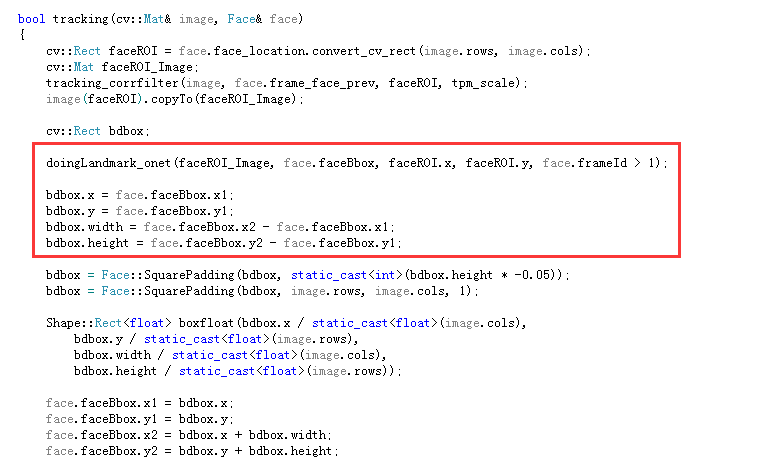 bool tracking(cv::Mat& image, Face& face)
{
cv::Rect faceROI = face.face_location.convert_cv_rect(image.rows, image.cols);
cv::Mat faceROI_Image;
tracking_corrfilter(image, face.frame_face_prev, faceROI, tpm_scale);
image(faceROI).copyTo(faceROI_Image);
cv::Rect bdbox;
doingLandmark_onet(faceROI_Image, face.faceBbox, faceROI.x, faceROI.y, face.frameId > 1);
bdbox.x = face.faceBbox.x1;
bdbox.y = face.faceBbox.y1;
bdbox.width = face.faceBbox.x2 - face.faceBbox.x1;
bdbox.height = face.faceBbox.y2 - face.faceBbox.y1;
bdbox = Face::SquarePadding(bdbox, static_cast<int>(bdbox.height * -0.05));
bdbox = Face::SquarePadding(bdbox, image.rows, image.cols, 1);
Shape::Rect<float> boxfloat(bdbox.x / static_cast<float>(image.cols),
bdbox.y / static_cast<float>(image.rows),
bdbox.width / static_cast<float>(image.cols),
bdbox.height / static_cast<float>(image.rows));
face.faceBbox.x1 = bdbox.x;
face.faceBbox.y1 = bdbox.y;
face.faceBbox.x2 = bdbox.x + bdbox.width;
face.faceBbox.y2 = bdbox.y + bdbox.height;